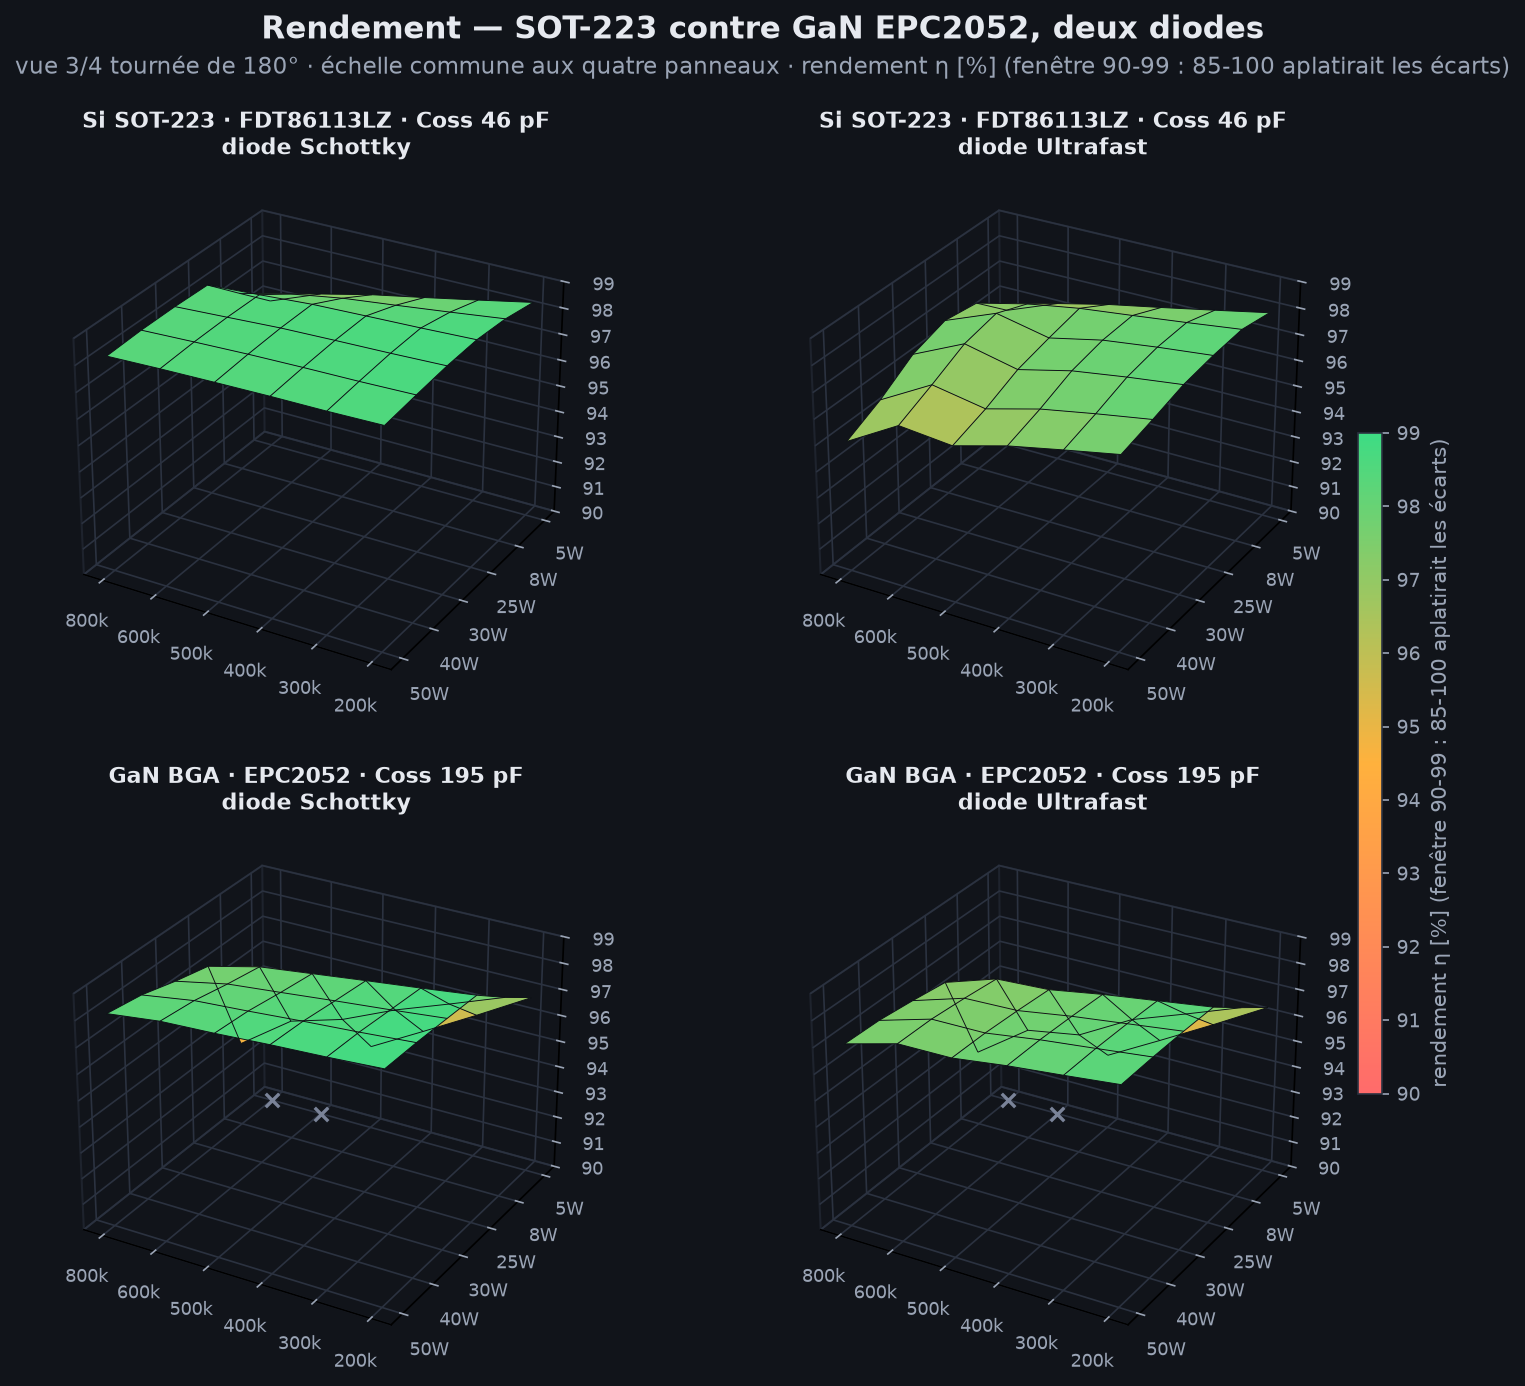 Rendement — SOT-223 contre GaN EPC2052, deux diodes
vue 3/4 tournée de 180° · échelle commune aux quatre panneaux · rendement η [%] (fenêtre 90-99 : 85-100 aplatirait les écarts)
Si SOT-223 · FDT86113LZ · Coss 46 pF
diode Schottky
99
98
97
96
95
94
93
92
91
90
5W
8W
25W
30W
40W
50W
800k
600k
500k
400k
300k
200k
Si SOT-223 · FDT86113LZ · Coss 46 pF
diode Ultrafast
99
98
97
96
95
94
93
92
91
90
5W
8W
25W
30W
40W
50W
800k
600k
500k
400k
300k
200k
GaN BGA · EPC2052 · Coss 195 pF
diode Schottky
99
98
97
96
95
94
93
92
91
90
5W
8W
25W
30W
40W
50W
800k
600k
500k
400k
300k
200k
GaN BGA · EPC2052 · Coss 195 pF
diode Ultrafast
99
98
97
96
95
94
93
92
91
90
5W
8W
25W
30W
40W
50W
800k
600k
500k
400k
300k
200k
99
98
97
96
95
94
93
92
91
90
rendement η [%] (fenêtre 90-99 : 85-100 aplatirait les écarts)